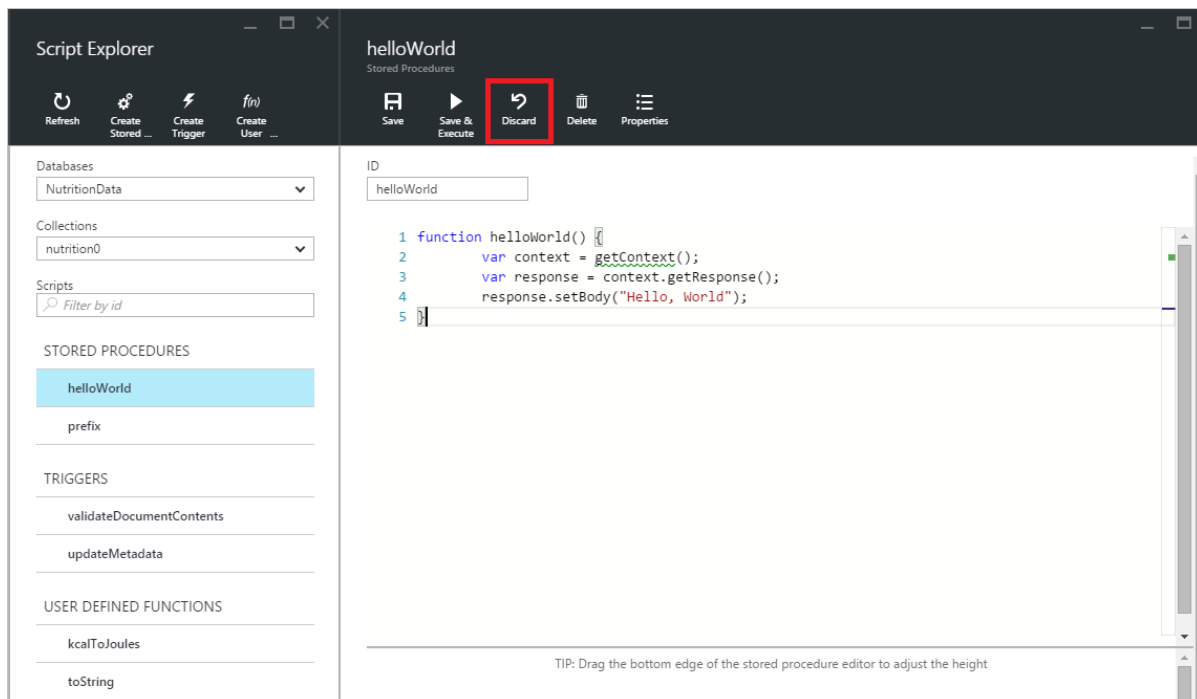 Script Explorer
Refresh
Create
Stored ...
Create
Trigger
f(n)
Create
User ...
Databases
NutritionData
Collections
nutrition0
Scripts
Filter by id
STORED PROCEDURES
helloWorld
prefix
TRIGGERS
validateDocumentContents
updateMetadata
USER DEFINED FUNCTIONS
kcalToJoules
toString
helloWorld
Stored Procedures
Save
Save &
Execute
Discard
Delete
Properties
ID
helloWorld
1 function helloWorld() {
2 var context = getContext();
3 var response = context.getResponse();
4 response.setBody("Hello, World");
5 }
TIP: Drag the bottom edge of the stored procedure editor to adjust the height